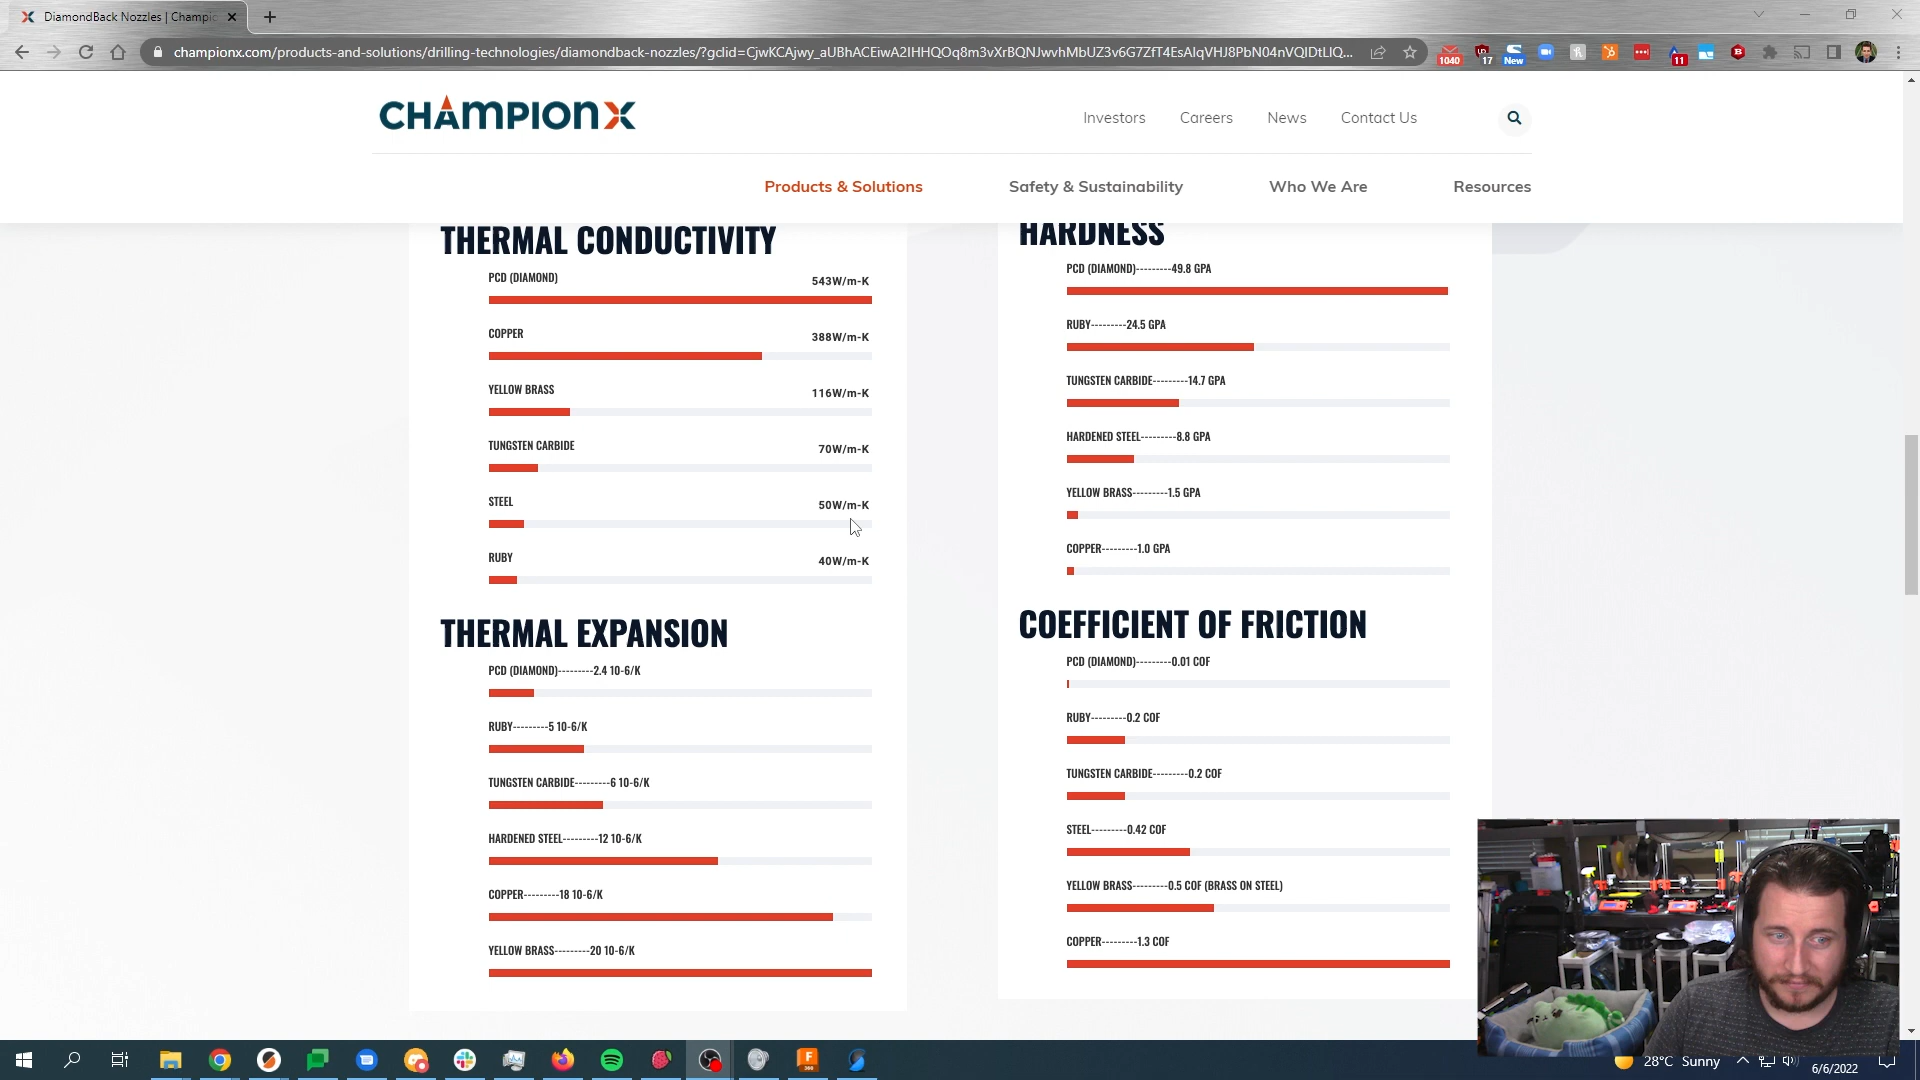 DiamondBack Nozzles | Champio
championx.com/products-and-solutions/drilling-technologies/diamondback-nozzles/?gclid=CjwKCAjwy_aUBhACEiwA2IHHQOq8m3vXrBQNJwvhMbUZ3v6G7ZfT4EsAlqVHJ8PbN04nVQlDtLlQ...
1040
17
New
11
CHAMPIONX
Investors
Careers
News
Contact Us
Products & Solutions
Safety & Sustainability
Who We Are
Resources
THERMAL CONDUCTIVITY
PCD (DIAMOND) 543W/m-K
COPPER 388W/m-K
YELLOW BRASS 116W/m-K
TUNGSTEN CARBIDE 70W/m-K
STEEL 50W/m-K
RUBY 40W/m-K
THERMAL EXPANSION
PCD (DIAMOND)---------2.4 10-6/K
RUBY---------5 10-6/K
TUNGSTEN CARBIDE---------6 10-6/K
HARDENED STEEL---------12 10-6/K
COPPER---------18 10-6/K
YELLOW BRASS---------20 10-6/K
HARDNESS
PCD (DIAMOND)---------49.8 GPA
RUBY---------24.5 GPA
TUNGSTEN CARBIDE---------14.7 GPA
HARDENED STEEL---------8.8 GPA
YELLOW BRASS---------1.5 GPA
COPPER---------1.0 GPA
COEFFICIENT OF FRICTION
PCD (DIAMOND)---------0.01 COF
RUBY---------0.2 COF
TUNGSTEN CARBIDE---------0.2 COF
STEEL---------0.42 COF
YELLOW BRASS---------0.5 COF (BRASS ON STEEL)
COPPER---------1.3 COF
28°C Sunny
6/6/2022